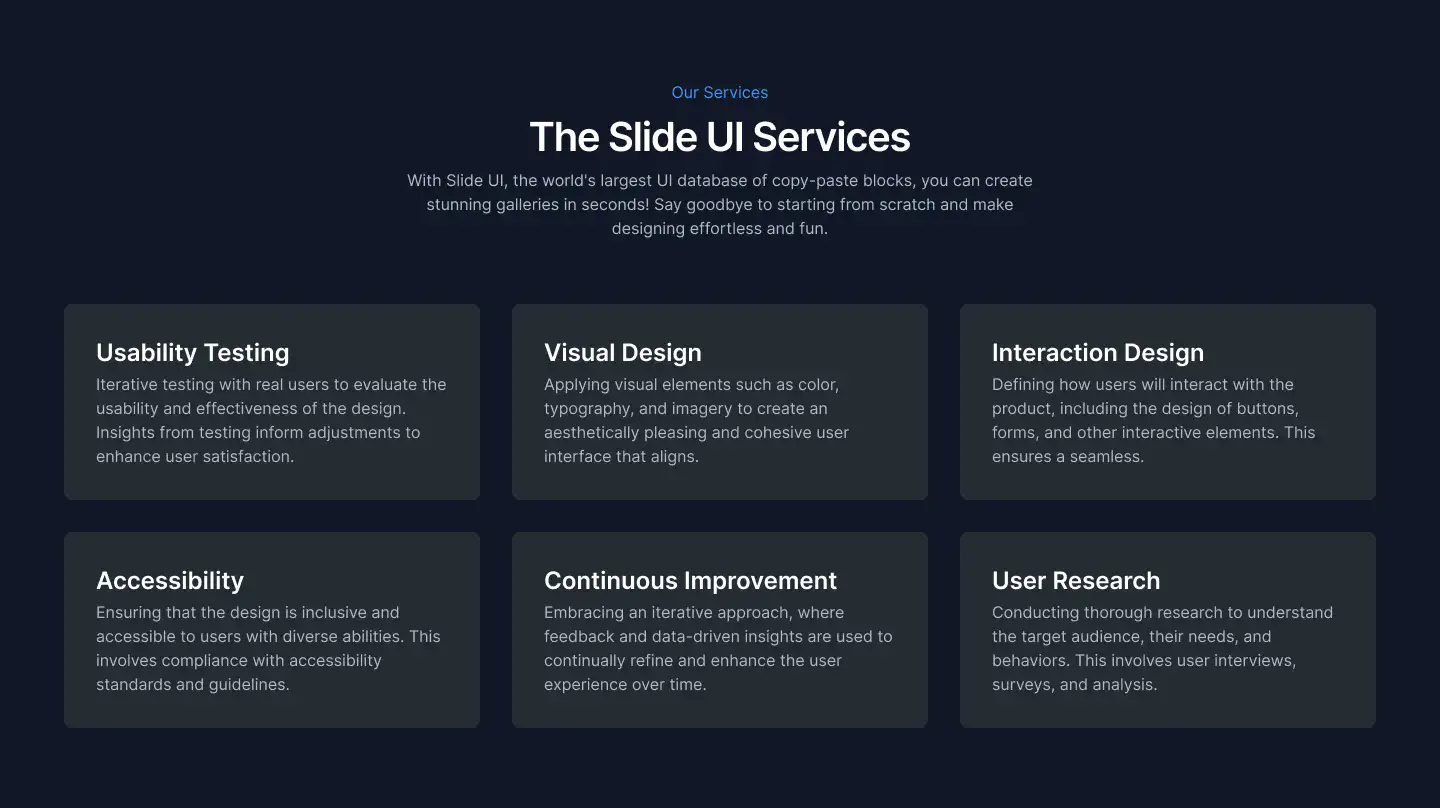 Our Services
The Slide UI Services
With Slide UI, the world's largest UI database of copy-paste blocks, you can create
stunning galleries in seconds! Say goodbye to starting from scratch and make
designing effortless and fun.
Usability Testing
Iterative testing with real users to evaluate the
usability and effectiveness of the design.
Insights from testing inform adjustments to
enhance user satisfaction.
Visual Design
Applying visual elements such as color,
typography, and imagery to create an
aesthetically pleasing and cohesive user
interface that aligns.
Interaction Design
Defining how users will interact with the
product, including the design of buttons,
forms, and other interactive elements. This
ensures a seamless.
Accessibility
Ensuring that the design is inclusive and
accessible to users with diverse abilities. This
involves compliance with accessibility
standards and guidelines.
Continuous Improvement
Embracing an iterative approach, where
feedback and data-driven insights are used to
continually refine and enhance the user
experience over time.
User Research
Conducting thorough research to understand
the target audience, their needs, and
behaviors. This involves user interviews,
surveys, and analysis.